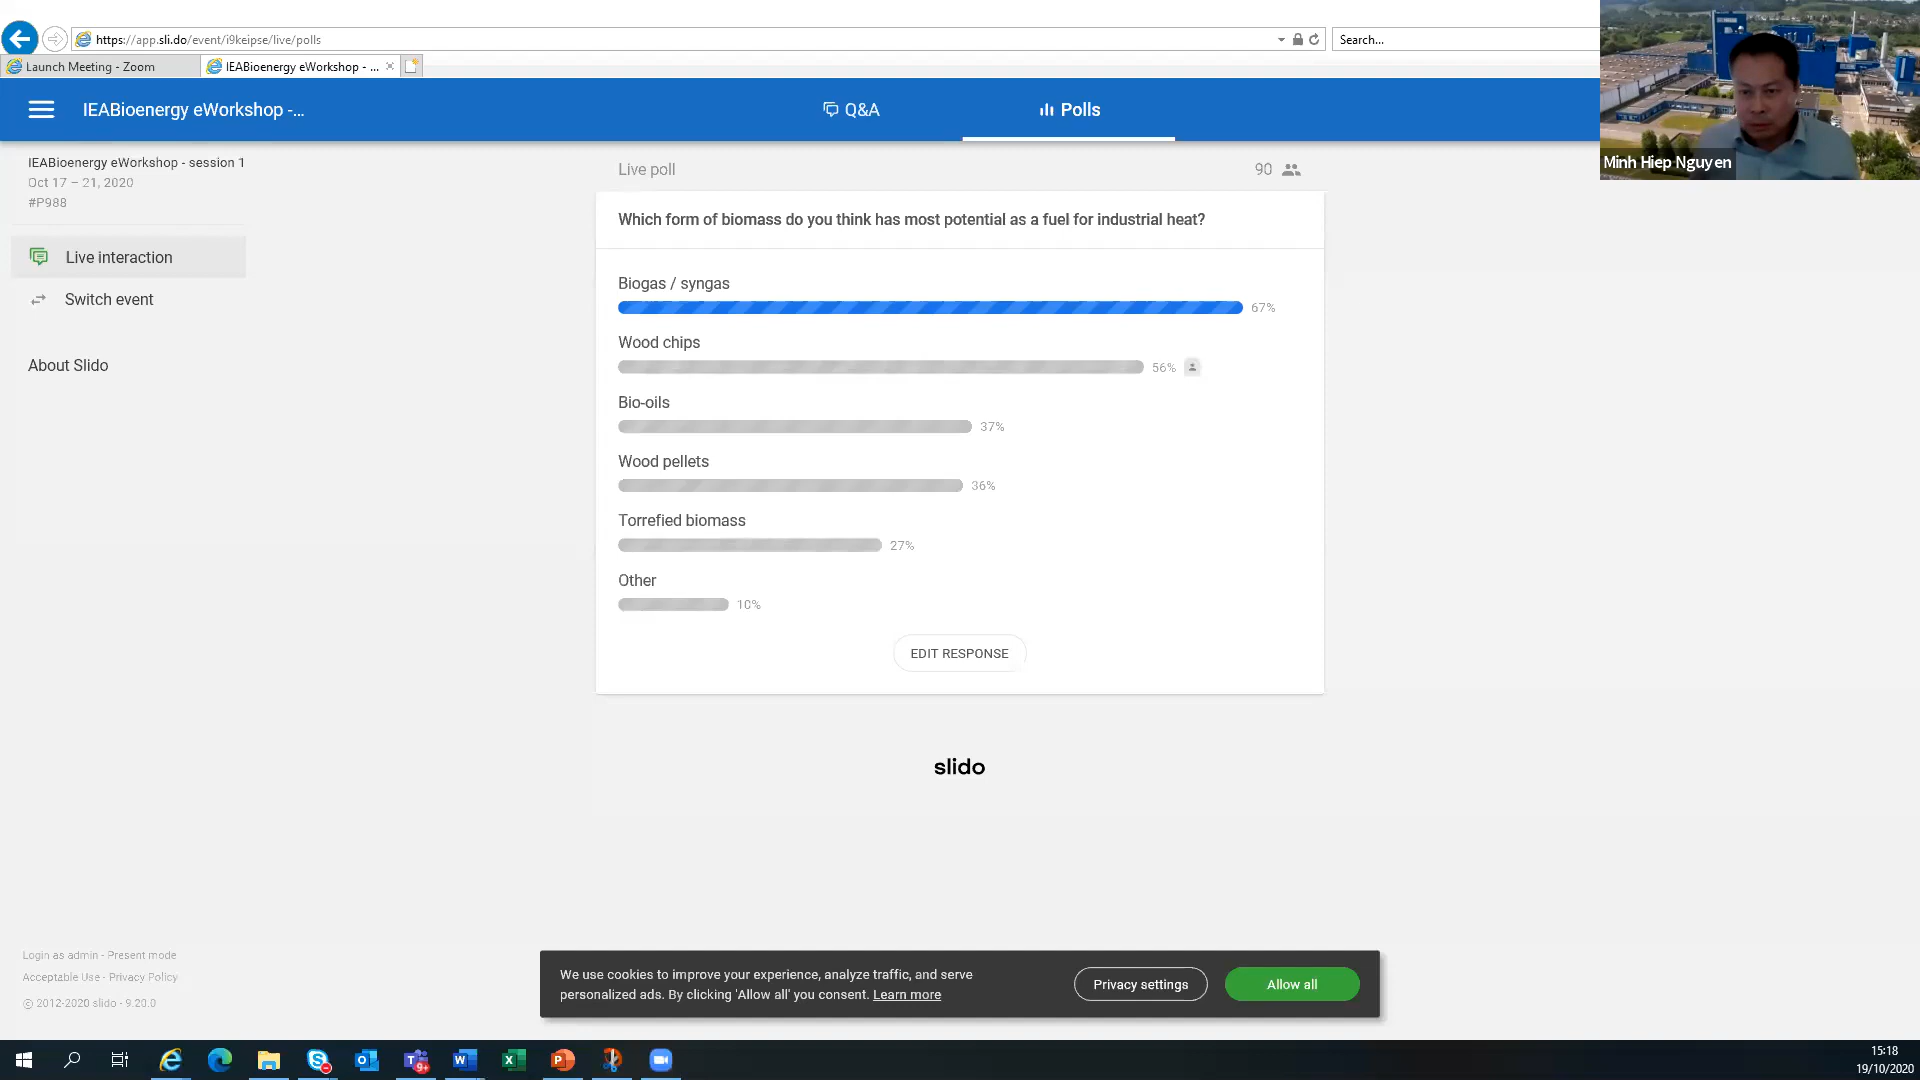 https://app.sli.do/event/i9keipse/live/polls
Search...
Launch Meeting - Zoom
IEABioenergy eWorkshop - ...
IEABioenergy eWorkshop -...
Q&A
Polls
Minh Hiep Nguyen
IEABioenergy eWorkshop - session 1
Oct 17 – 21, 2020
#P988
Live interaction
Switch event
About Slido
Live poll
90
Which form of biomass do you think has most potential as a fuel for industrial heat?
Biogas / syngas
67%
Wood chips
56%
Bio-oils
37%
Wood pellets
36%
Torrefied biomass
27%
Other
10%
EDIT RESPONSE
slido
Login as admin - Present mode
Acceptable Use - Privacy Policy
© 2012-2020 slido - 9.20.0
We use cookies to improve your experience, analyze traffic, and serve
personalized ads. By clicking 'Allow all' you consent. Learn more
Privacy settings
Allow all
9+
15:18
19/10/2020